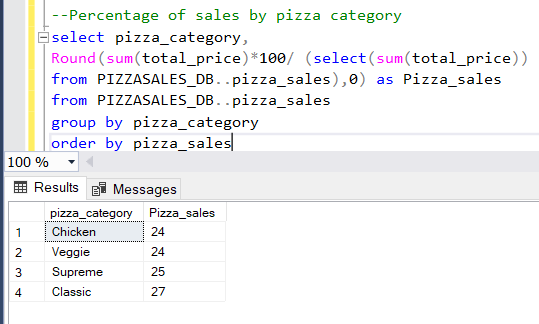 --Percentage of sales by pizza category
select pizza_category,
Round(sum(total_price)*100/ (select(sum(total_price))
from PIZZASALES_DB..pizza_sales),0) as Pizza_sales
from PIZZASALES_DB..pizza_sales
group by pizza_category
order by pizza_sales
100 %
Results Messages
pizza_category Pizza_sales
1 Chicken 24
2 Veggie 24
3 Supreme 25
4 Classic 27